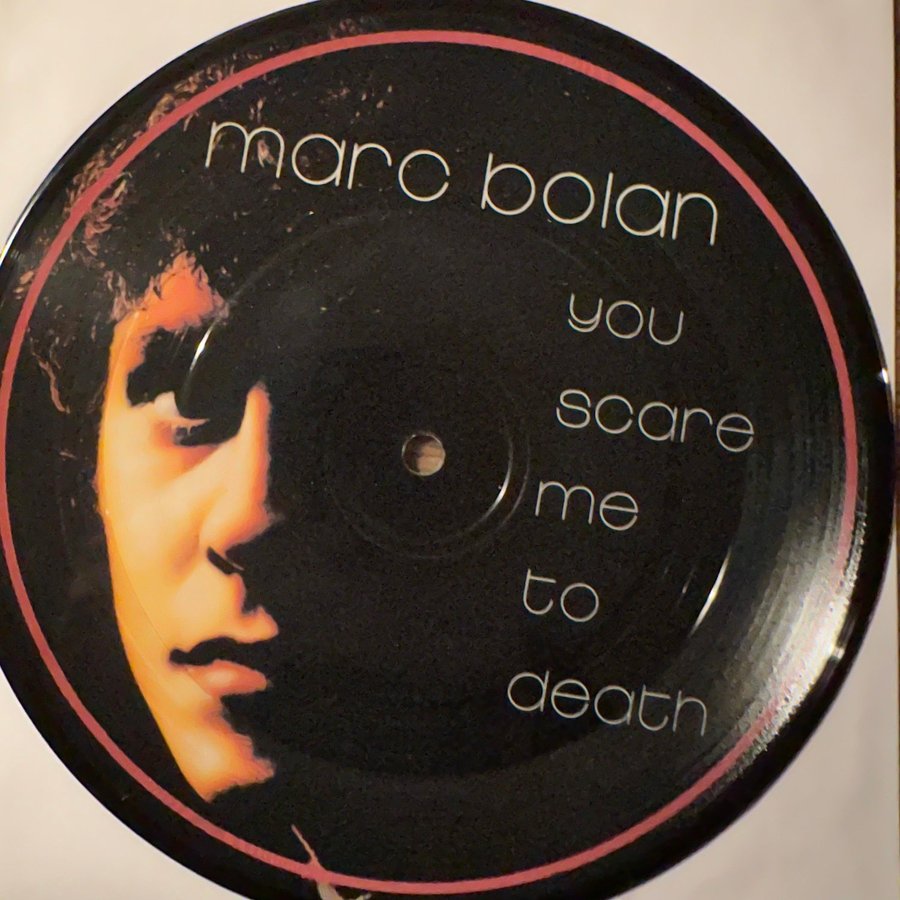 marc bolan
you
scare
me
to
death